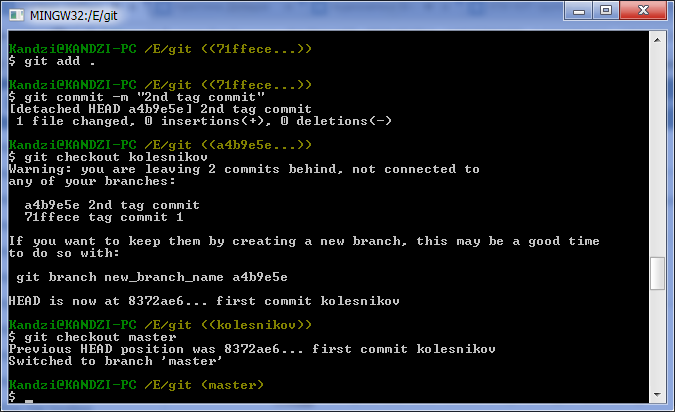 MINGW32:/E/git
Kandzi@KANDZI-PC /E/git ((71ffece...))
$ git add .
Kandzi@KANDZI-PC /E/git ((71ffece...))
$ git commit -m "2nd tag commit"
[detached HEAD a4b9e5e] 2nd tag commit
 1 file changed, 0 insertions(+), 0 deletions(-)
Kandzi@KANDZI-PC /E/git ((a4b9e5e...))
$ git checkout kolesnikov
Warning: you are leaving 2 commits behind, not connected to
any of your branches:
  a4b9e5e 2nd tag commit
  71ffece tag commit 1
If you want to keep them by creating a new branch, this may be a good time
to do so with:
 git branch new_branch_name a4b9e5e
HEAD is now at 8372ae6... first commit kolesnikov
Kandzi@KANDZI-PC /E/git ((kolesnikov))
$ git checkout master
Previous HEAD position was 8372ae6... first commit kolesnikov
Switched to branch 'master'
Kandzi@KANDZI-PC /E/git (master)
$ _